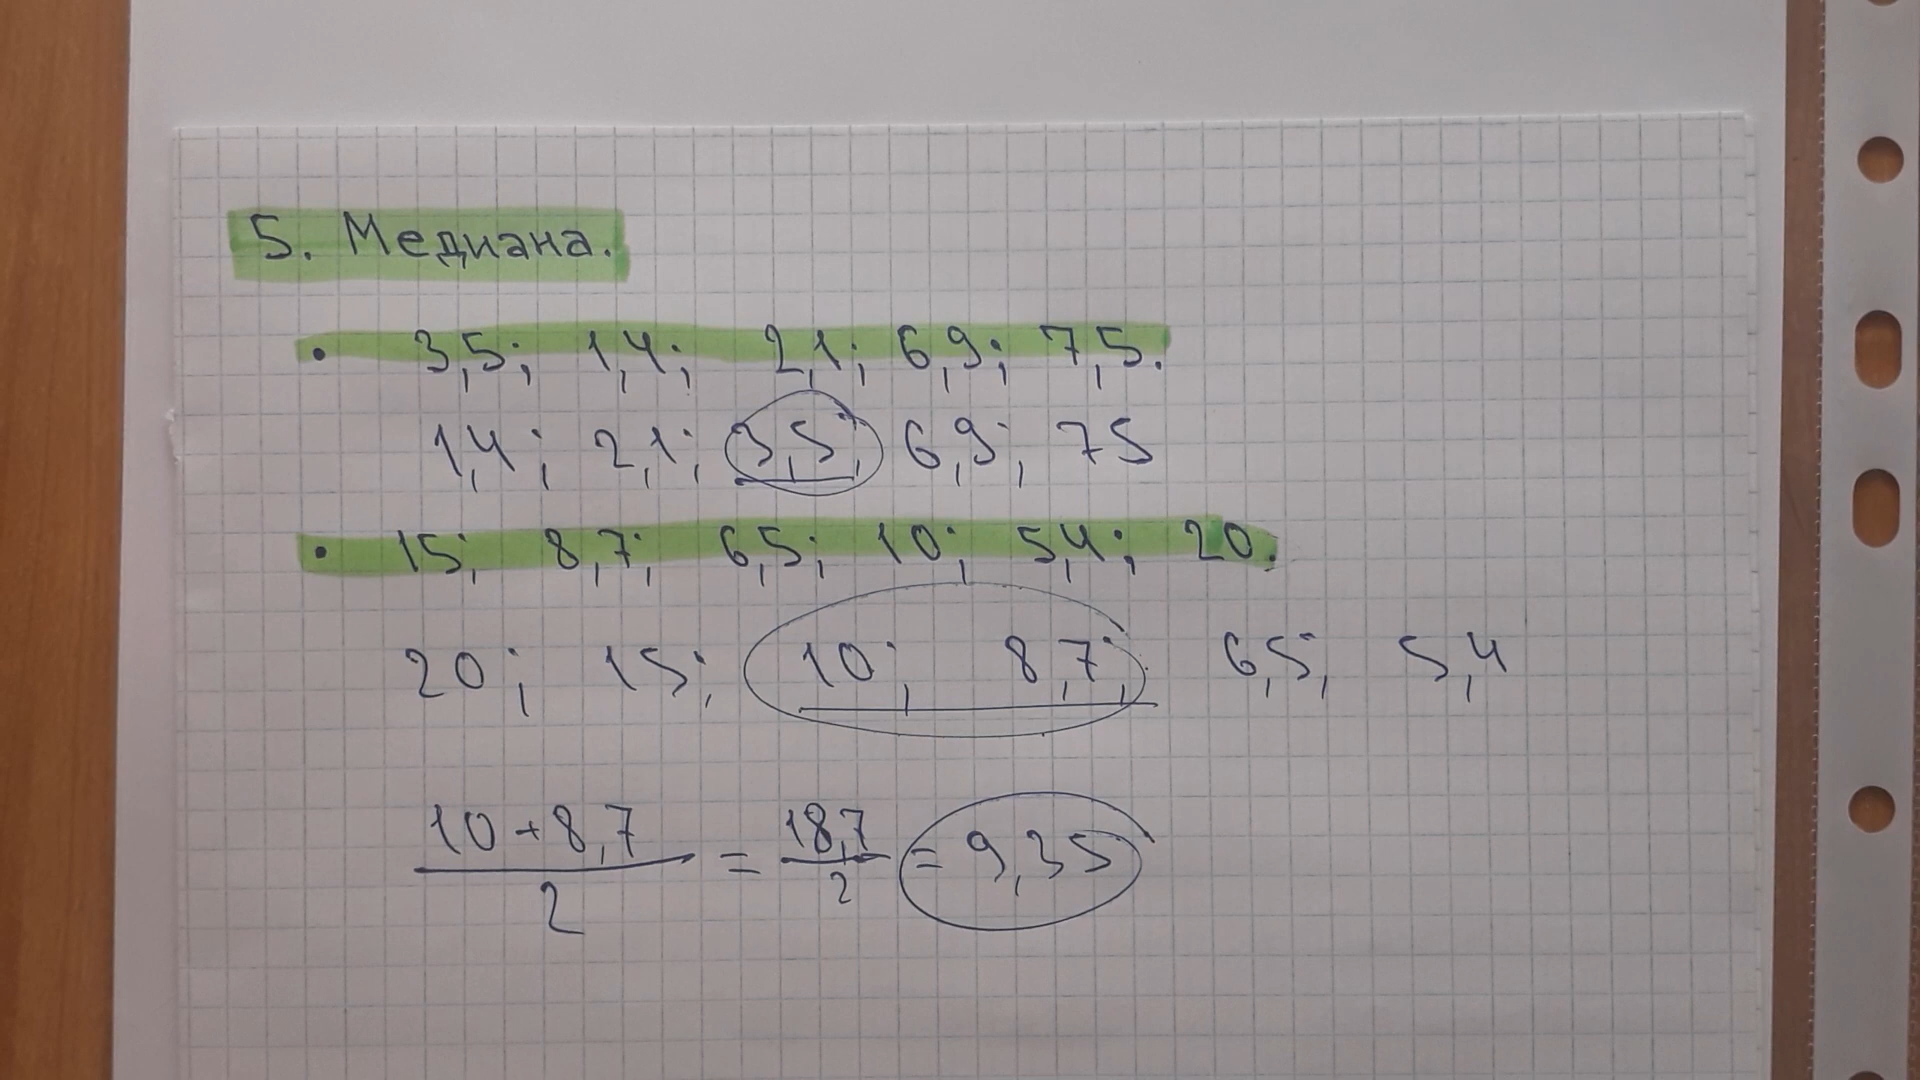 5. Медиана.
• 3,5; 1,4; 2,1; 6,9; 7,5.
1,4; 2,1; 3,5; 6,9; 75
• 15; 8,7; 6,5; 10; 5,4; 20.
20; 15; 10; 8,7; 6,5; 5,4
10+8,7/2 = 18,7/2 = 9,35